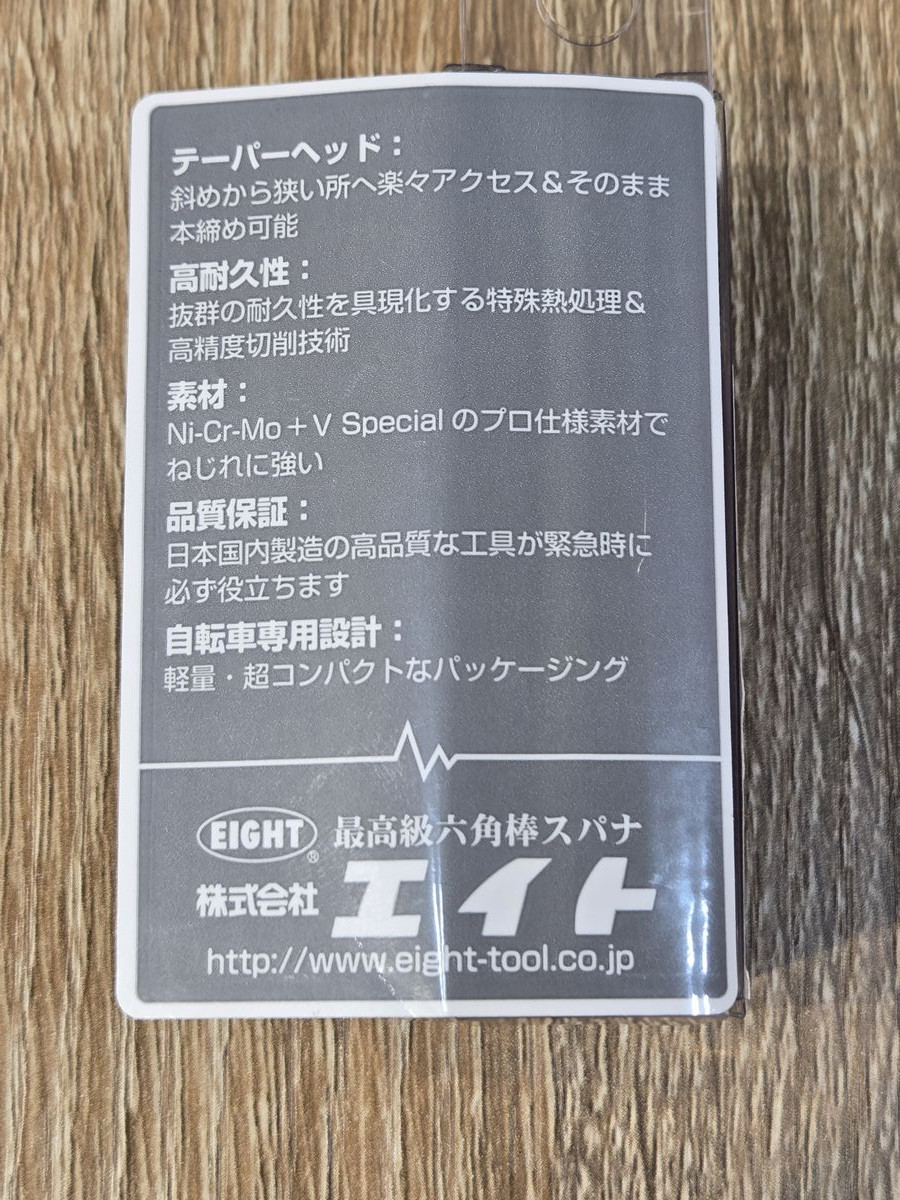 テーパーヘッド：
斜めから狭い所へ楽々アクセス＆そのまま
本締め可能
高耐久性：
抜群の耐久性を具現化する特殊熱処理＆
高精度切削技術
素材：
Ni-Cr-Mo＋V Special のプロ仕様素材で
ねじれに強い
品質保証：
日本国内製造の高品質な工具が緊急時に
必ず役立ちます
自転車専用設計：
軽量・超コンパクトなパッケージング
EIGHT® 最高級六角棒スパナ
株式会社 エイト
http://www.eight-tool.co.jp